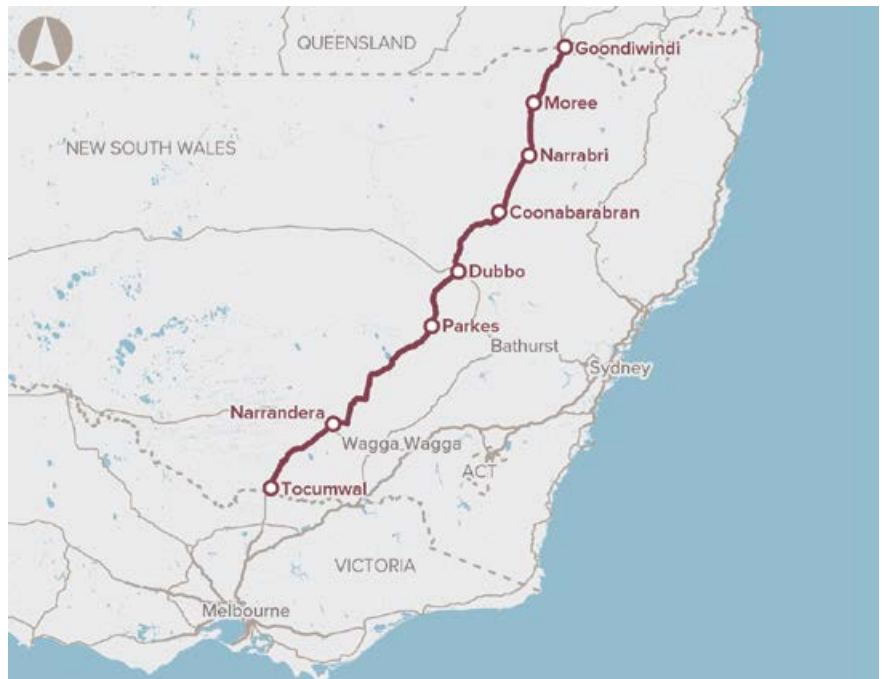 QUEENSLAND
Goondiwindi
Moree
NEW SOUTH WALES
Narrabri
Coonabarabran
Dubbo
Parkes
Bathurst
Sydney
Narrandera
Wagga Wagga
ACT
Tocumwal
VICTORIA
Melbourne